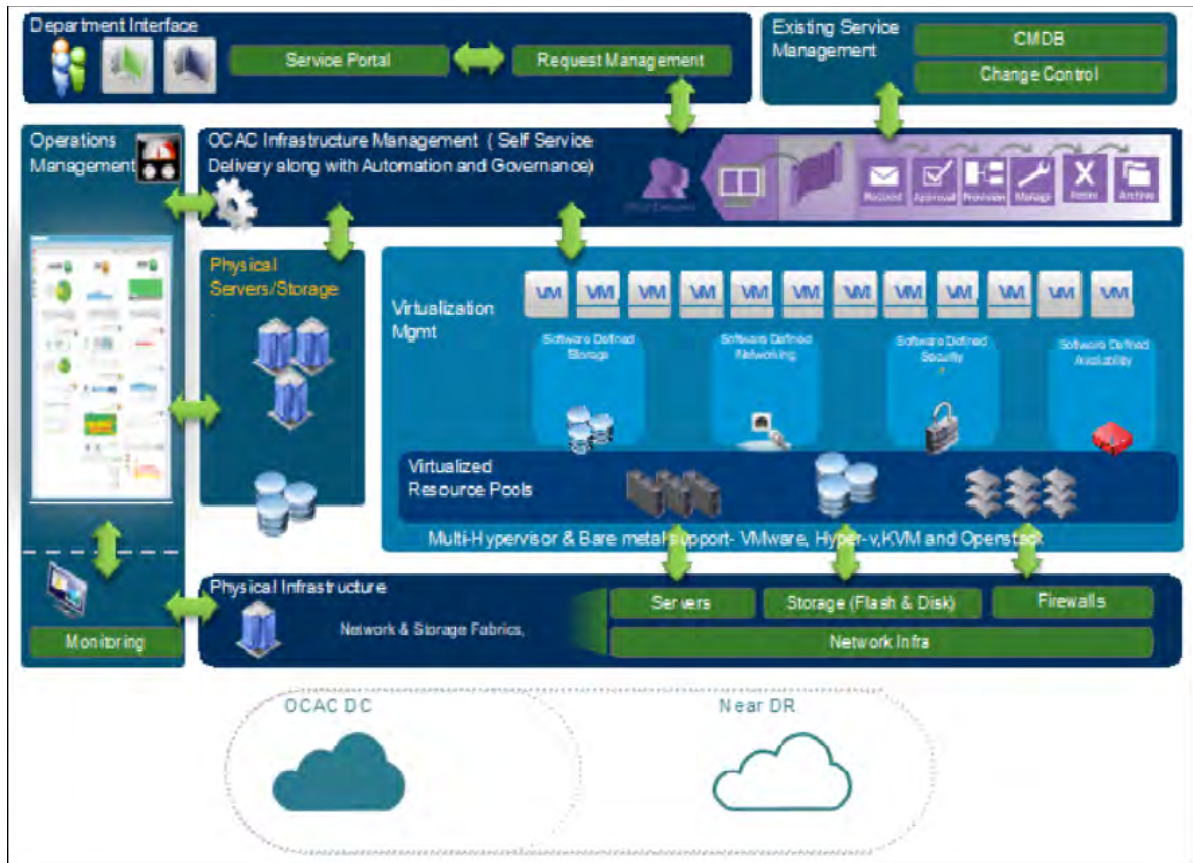 Department Interface
Service Portal
Request Management
Existing Service
Management
CMDB
Change Control
Operations
Management
OCAC Infrastructure Management ( Self Service
Delivery along with Automation and Governance)
Approval
Provision
Manage
Retire
Archive
Physical
Servers/Storage
Virtualization
Mgmt
VM VM VM VM VM VM VM VM VM VM VM VM
Software Defined
Storage
Software Defined
Networking
Software Defined
Security
Software Defined
Availability
Virtualized
Resource Pools
Multi-Hypervisor & Bare metal support- VMware, Hyper-v,KVM and Openstack
Monitoring
Physical Infrastructure
Network & Storage Fabrics,
Servers
Storage (Flash & Disk)
Firewalls
Network Infra
OCAC DC
Near DR